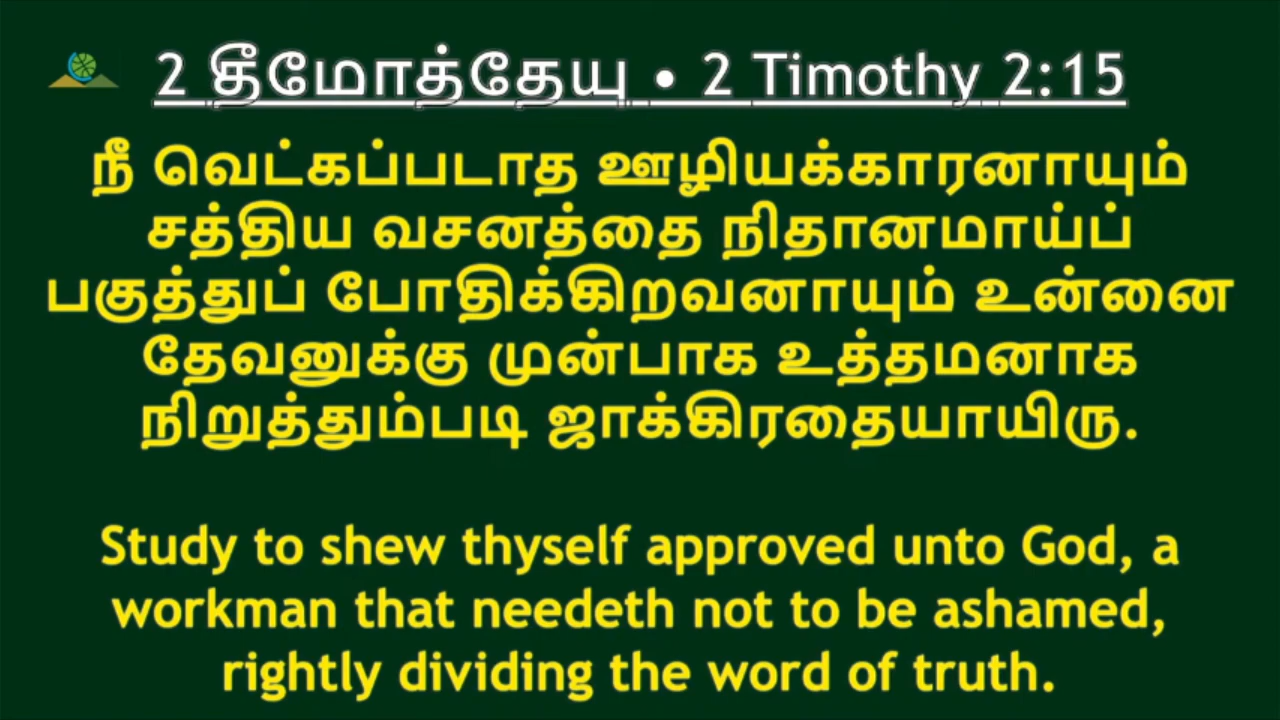 2 தீமோத்தேயு • 2 Timothy 2:15
நீ வெட்கப்படாத ஊழியக்காரனாயும்
சத்திய வசனத்தை நிதானமாய்ப்
பகுத்துப் போதிக்கிறவனாயும் உன்னை
தேவனுக்கு முன்பாக உத்தமனாக
நிறுத்தும்படி ஜாக்கிரதையாயிரு.
Study to shew thyself approved unto God, a
workman that needeth not to be ashamed,
rightly dividing the word of truth.